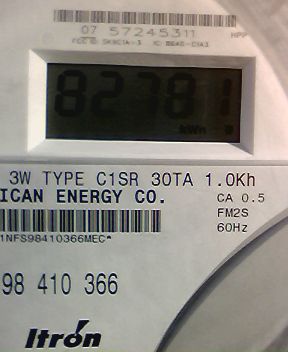 07 57245311
HPP
82781
kWh
3W TYPE C1SR 30TA 1.0Kh
ICAN ENERGY CO.
CA 0.5
FM2S
60Hz
1NFS98410366MEC*
98 410 366
Itron